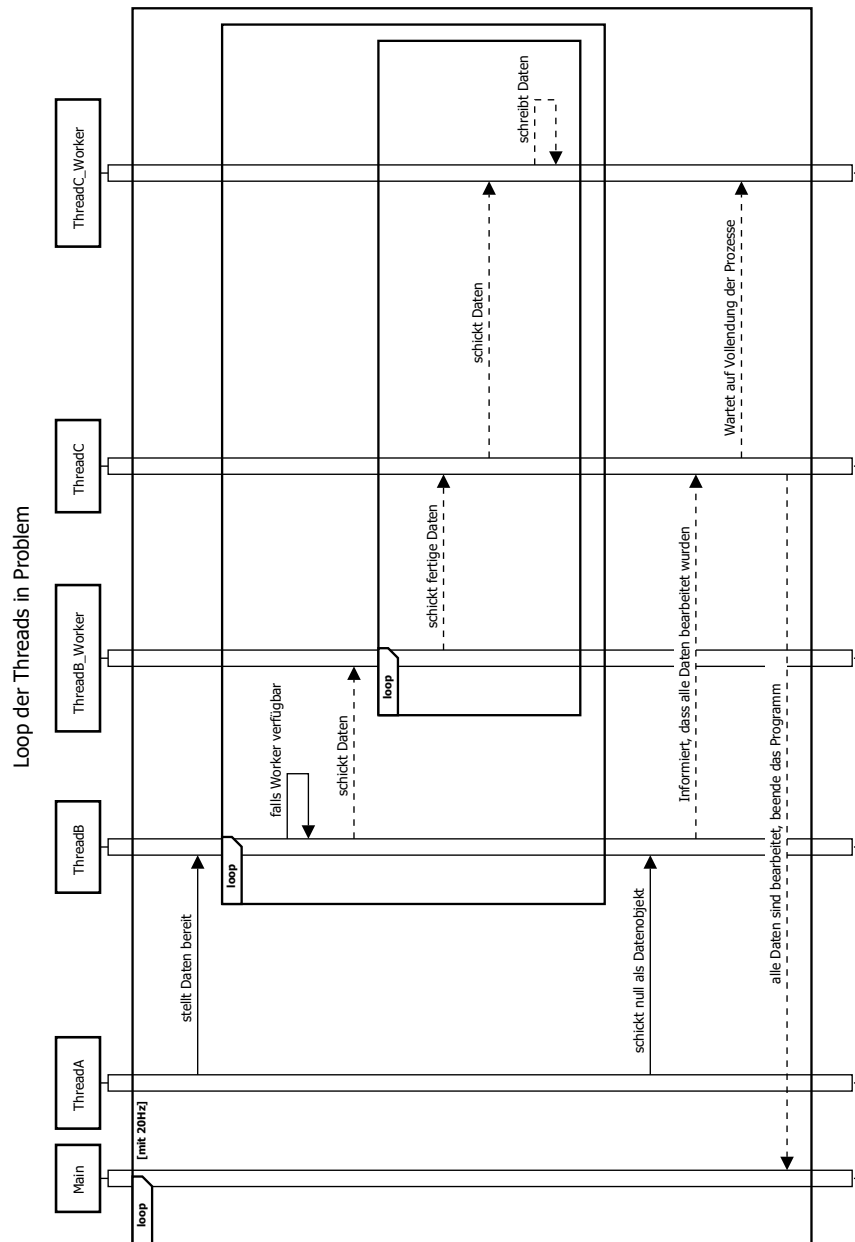 Loop der Threads in Problem
Main
ThreadA
ThreadB
ThreadB_Worker
ThreadC
ThreadC_Worker
loop
[mit 20Hz]
stellt Daten bereit
loop
falls Worker verfügbar
schickt Daten
loop
schickt fertige Daten
schickt Daten
schreibt Daten
schickt null als Datenobjekt
Informiert, dass alle Daten bearbeitet wurden
Wartet auf Vollendung der Prozesse
alle Daten sind bearbeitet, beende das Programm